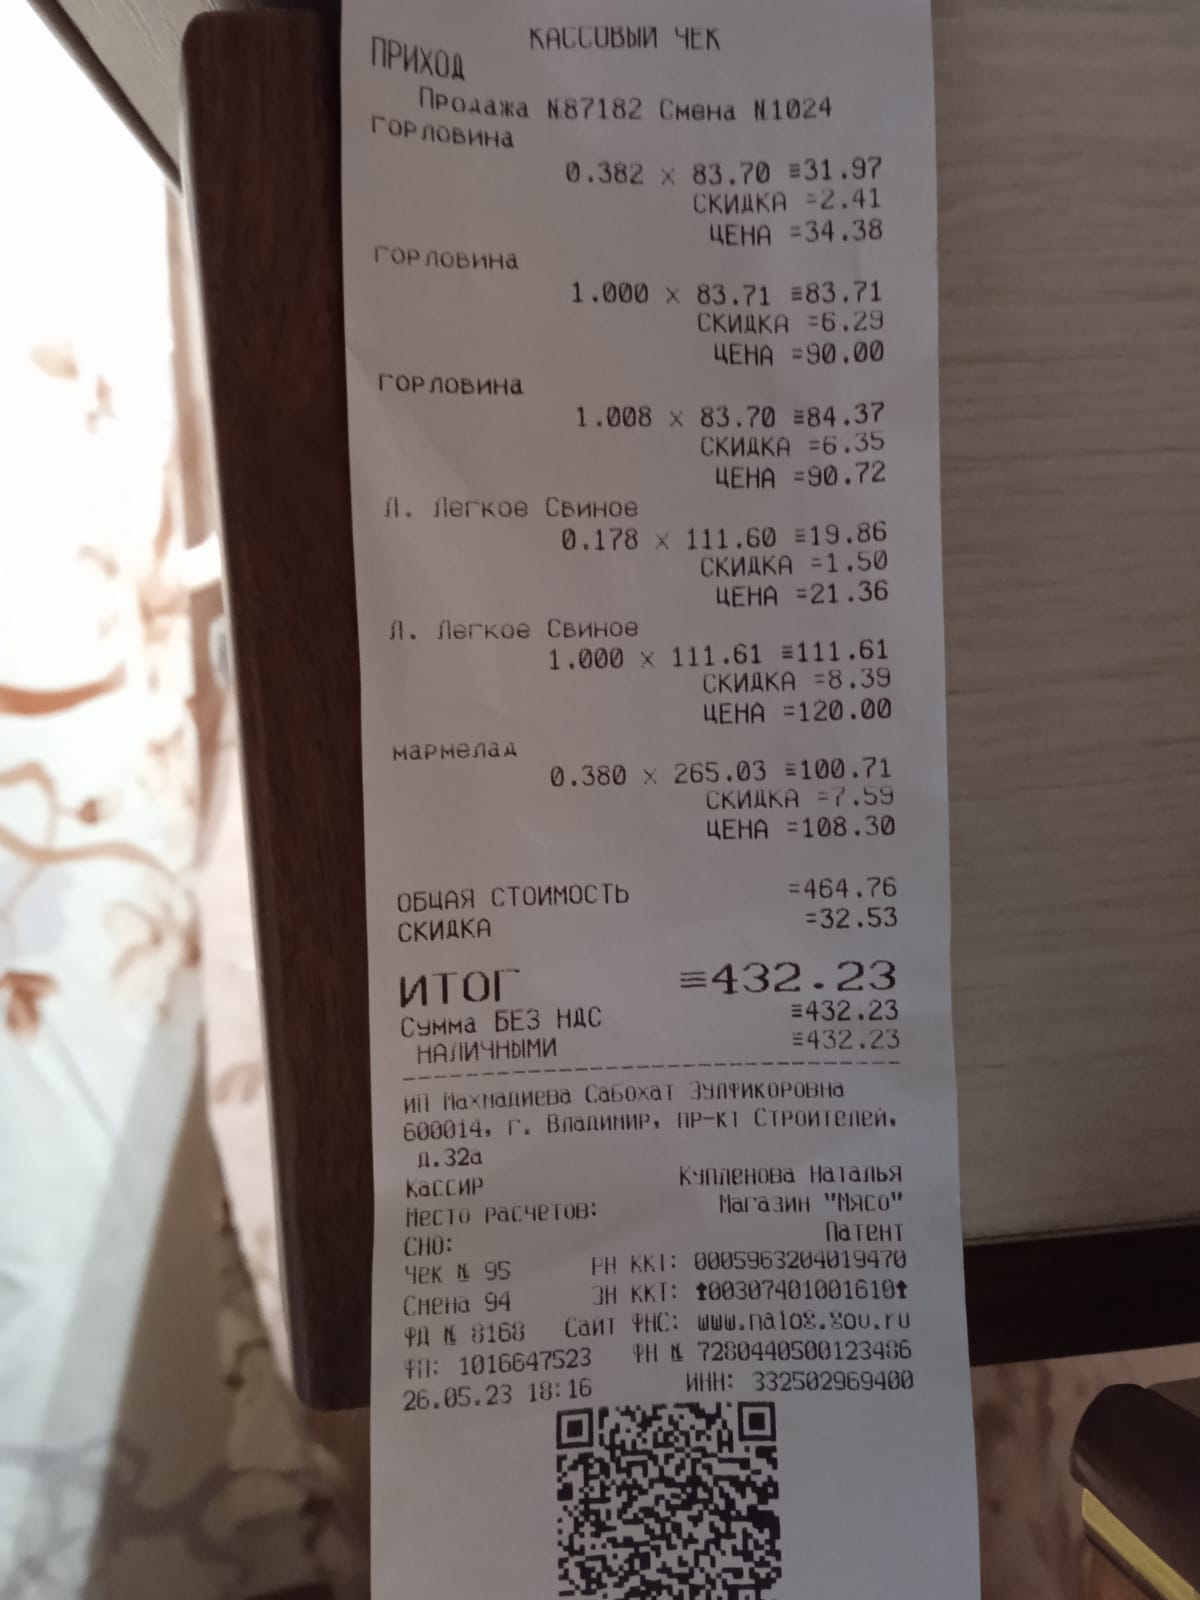 КАССОВЫЙ ЧЕК
ПРИХОД
Продажа №87182 Смена №1024
ГОРЛОВИНА
0.382 × 83.70 ≡31.97
СКИДКА =2.41
ЦЕНА =34.38
ГОРЛОВИНА
1.000 × 83.71 ≡83.71
СКИДКА =6.29
ЦЕНА =90.00
ГОРЛОВИНА
1.008 × 83.70 ≡84.37
СКИДКА =6.35
ЦЕНА =90.72
Л. Легкое Свиное
0.178 × 111.60 ≡19.86
СКИДКА =1.50
ЦЕНА =21.36
Л. Легкое Свиное
1.000 × 111.61 ≡111.61
СКИДКА =8.39
ЦЕНА =120.00
мармелад
0.380 × 265.03 ≡100.71
СКИДКА =7.59
ЦЕНА =108.30
ОБЩАЯ СТОИМОСТЬ =464.76
СКИДКА =32.53
ИТОГ ≡432.23
Сумма БЕЗ НДС ≡432.23
НАЛИЧНЫМИ ≡432.23
ИП Махмадиева Сабохат Зулфикоровна
600014, г. Владимир, пр-кт Строителей,
д.32а
Кассир Купленова Наталья
Место расчетов: Магазин "Мясо"
СНО: Патент
Чек № 95 РН ККТ: 0005963204019470
Смена 94 ЗН ККТ: ↑00307401001610↑
ФД № 8168 Сайт ФНС: www.nalog.gov.ru
ФП: 1016647523 ФН № 7280440500123486
26.05.23 18:16 ИНН: 332502969400